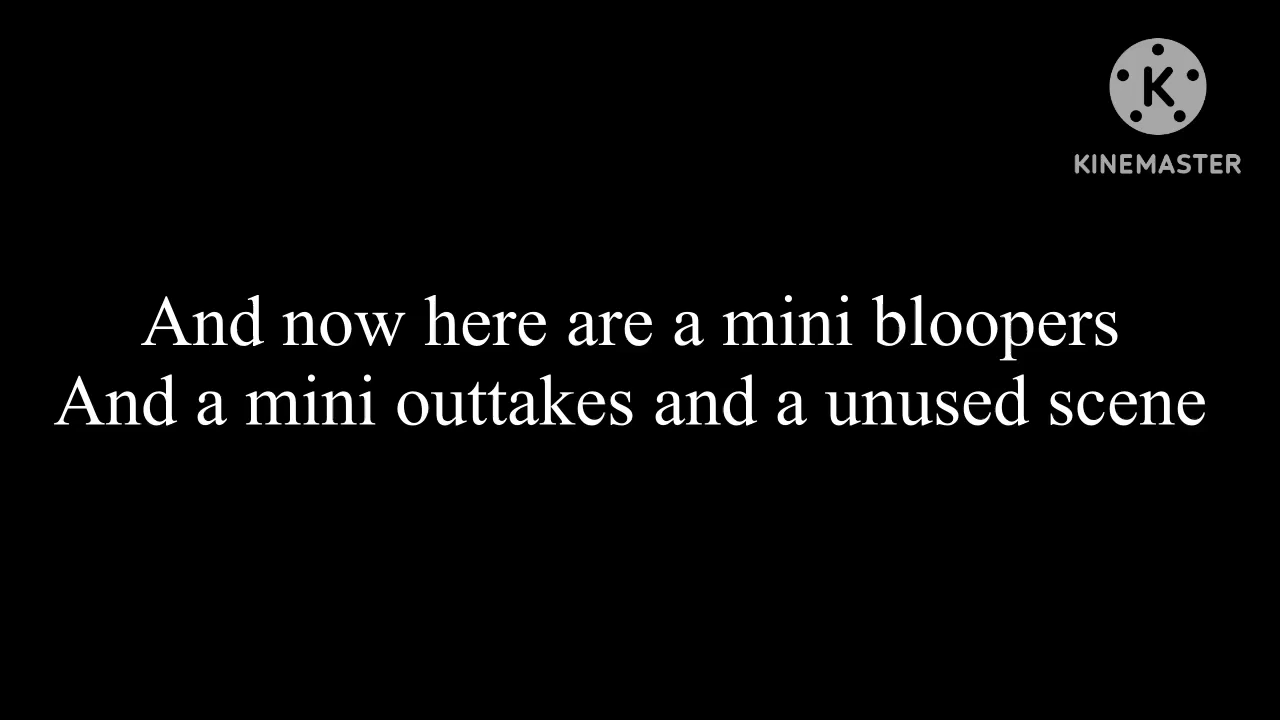 K
KINEMASTER
And now here are a mini bloopers
And a mini outtakes and a unused scene